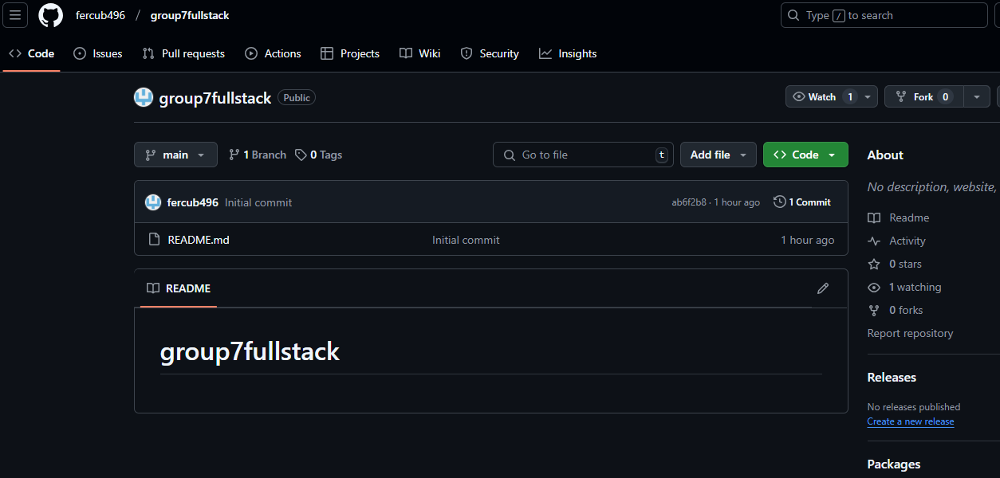 fercub496 / group7fullstack
Type / to search
Code
Issues
Pull requests
Actions
Projects
Wiki
Security
Insights
group7fullstack Public
Watch 1
Fork 0
main
1 Branch
0 Tags
Go to file t
Add file
Code
fercub496 Initial commit
ab6f2b8 · 1 hour ago
1 Commit
README.md Initial commit 1 hour ago
README
group7fullstack
About
No description, website,
Readme
Activity
0 stars
1 watching
0 forks
Report repository
Releases
No releases published
Create a new release
Packages